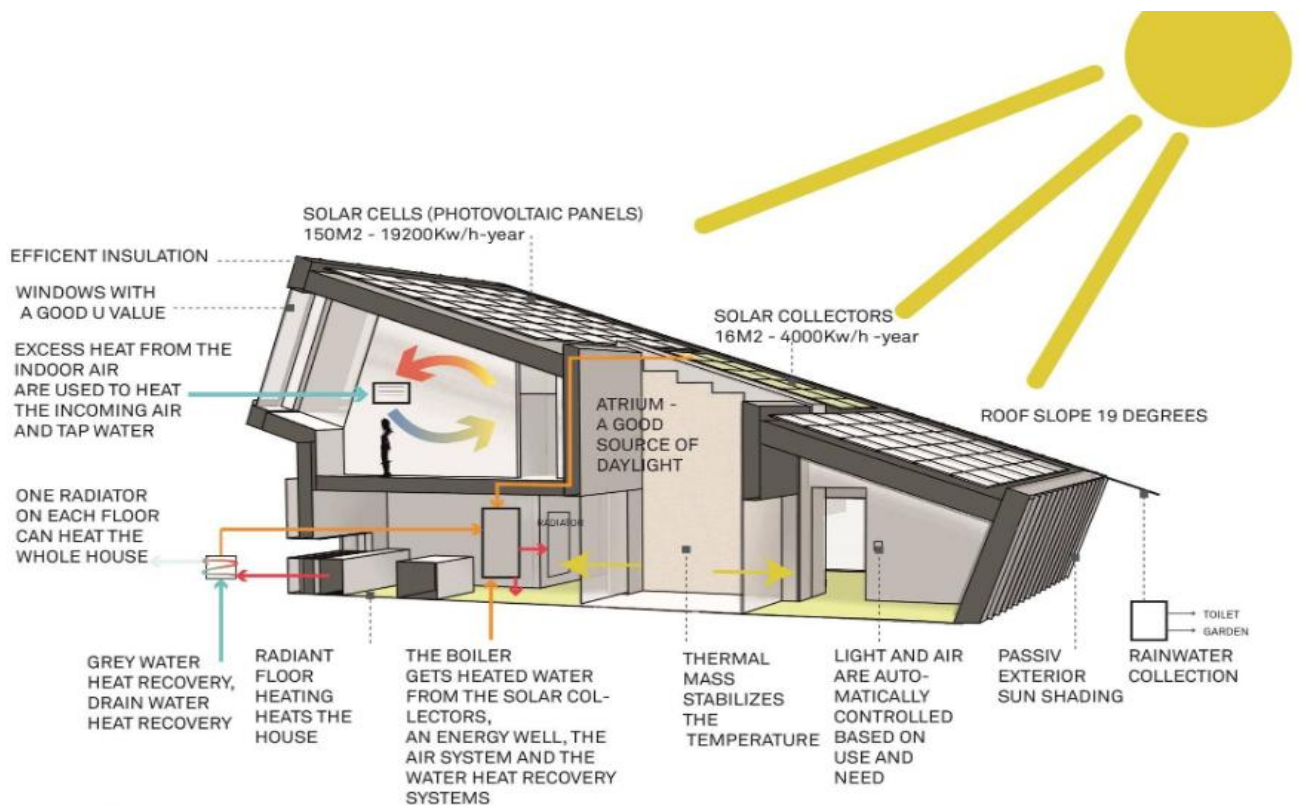 SOLAR CELLS (PHOTOVOLTAIC PANELS)
150M2 - 19200Kw/h-year
EFFICENT INSULATION
WINDOWS WITH
A GOOD U VALUE
EXCESS HEAT FROM THE
INDOOR AIR
ARE USED TO HEAT
THE INCOMING AIR
AND TAP WATER
ONE RADIATOR
ON EACH FLOOR
CAN HEAT THE
WHOLE HOUSE
SOLAR COLLECTORS
16M2 - 4000Kw/h -year
ROOF SLOPE 19 DEGREES
ATRIUM -
A GOOD
SOURCE OF
DAYLIGHT
RADIATOR
GREY WATER
HEAT RECOVERY,
DRAIN WATER
HEAT RECOVERY
RADIANT
FLOOR
HEATING
HEATS THE
HOUSE
THE BOILER
GETS HEATED WATER
FROM THE SOLAR COL-
LECTORS,
AN ENERGY WELL, THE
AIR SYSTEM AND THE
WATER HEAT RECOVERY
SYSTEMS
THERMAL
MASS
STABILIZES
THE
TEMPERATURE
LIGHT AND AIR
ARE AUTO-
MATICALLY
CONTROLLED
BASED ON
USE AND
NEED
PASSIV
EXTERIOR
SUN SHADING
TOILET
GARDEN
RAINWATER
COLLECTION